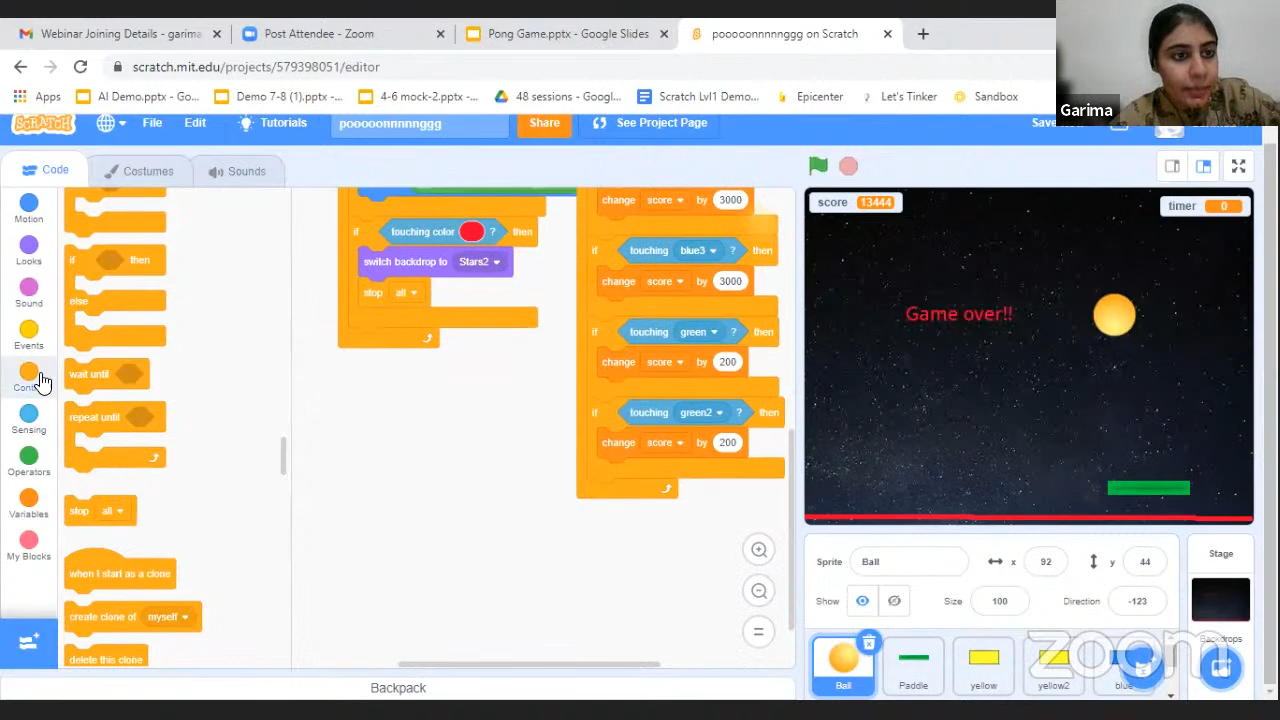 Webinar Joining Details - garima
Post Attendee - Zoom
Pong Game.pptx - Google Slides
pooooonnnnnggg on Scratch
scratch.mit.edu/projects/579398051/editor
Apps
AI Demo.pptx - Go...
Demo 7-8 (1).pptx -...
4-6 mock-2.pptx -...
48 sessions - Googl...
Scratch Lvl1 Demo...
Epicenter
Let's Tinker
Sandbox
Garima
SCRATCH
File
Edit
Tutorials
pooooonnnnnggg
Share
See Project Page
Code
Costumes
Sounds
Motion
Looks
Sound
Events
Sensing
Operators
Variables
My Blocks
if then
else
wait until
repeat until
stop all
when I start as a clone
create clone of myself
delete this clone
if touching color ? then
switch backdrop to Stars2
stop all
change score by 3000
if touching blue3 ? then
change score by 3000
if touching green ? then
change score by 200
if touching green2 ? then
change score by 200
score 13444
timer 0
Game over!!
Sprite Ball
x 92
y 44
Show
Size 100
Direction -123
Stage
Backdrops
Ball
Paddle
yellow
yellow2
blue
zoom
Backpack